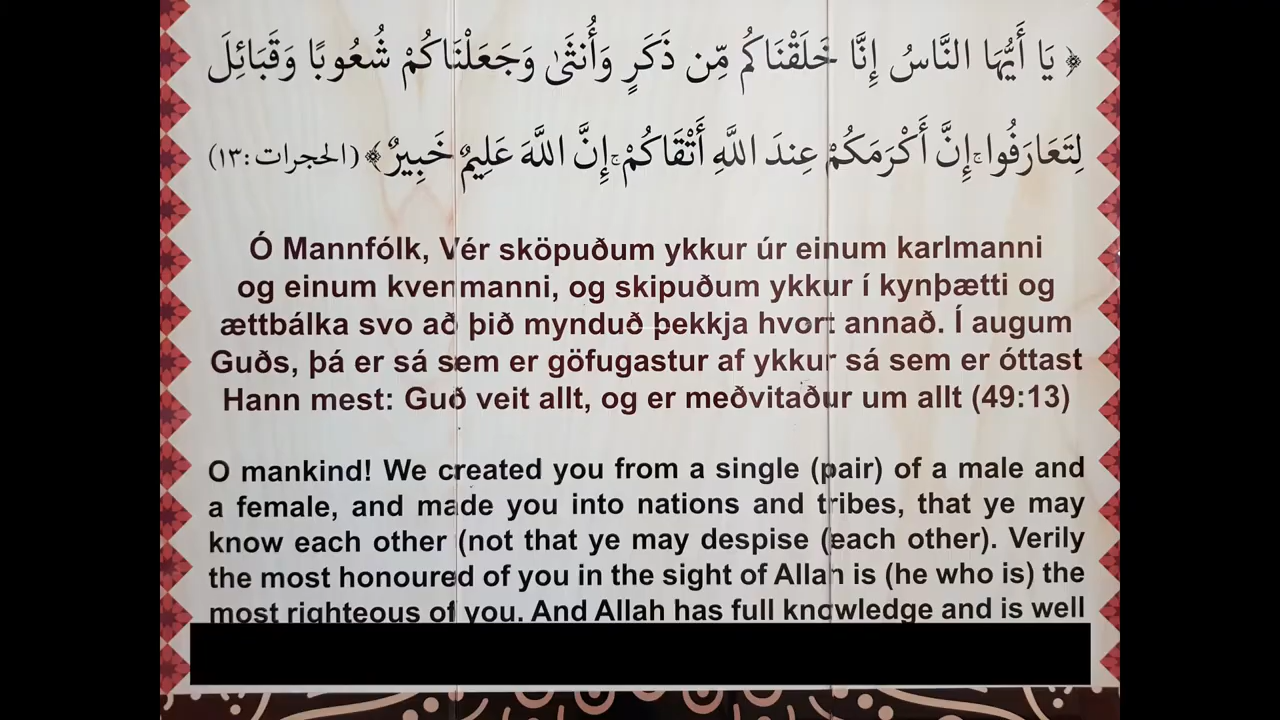 ﴿ يَا أَيُّهَا النَّاسُ إِنَّا خَلَقْنَاكُم مِّن ذَكَرٍ وَأُنثَىٰ وَجَعَلْنَاكُمْ شُعُوبًا وَقَبَائِلَ
لِتَعَارَفُوا ۚ إِنَّ أَكْرَمَكُمْ عِندَ اللَّهِ أَتْقَاكُمْ ۚ إِنَّ اللَّهَ عَلِيمٌ خَبِيرٌ ﴾ (الحجرات: ١٣)
Ó Mannfólk, Vér sköpuðum ykkur úr einum karlmanni
og einum kvenmanni, og skipuðum ykkur í kynþætti og
ættbálka svo að þið mynduð þekkja hvort annað. Í augum
Guðs, þá er sá sem er göfugastur af ykkur sá sem er óttast
Hann mest: Guð veit allt, og er meðvitaður um allt (49:13)
O mankind! We created you from a single (pair) of a male and
a female, and made you into nations and tribes, that ye may
know each other (not that ye may despise (each other). Verily
the most honoured of you in the sight of Allah is (he who is) the
most righteous of you. And Allah has full knowledge and is well